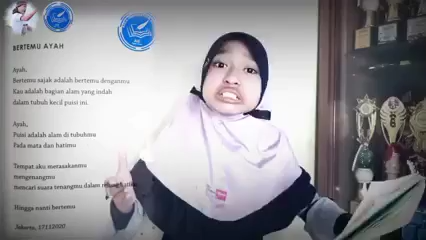 BERTEMU AYAH
Ayah,
Bertemu sajak adalah bertemu denganmu
Kau adalah bagian alam yang indah
dalam tubuh kecil puisi ini.
Ayah,
Puisi adalah alam di tubuhmu
Pada mata dan hatimu
Tempat aku merasakanmu
mengenangmu
mencari suara tenangmu dalam
Hingga nanti bertemu
Jakarta, 17112020